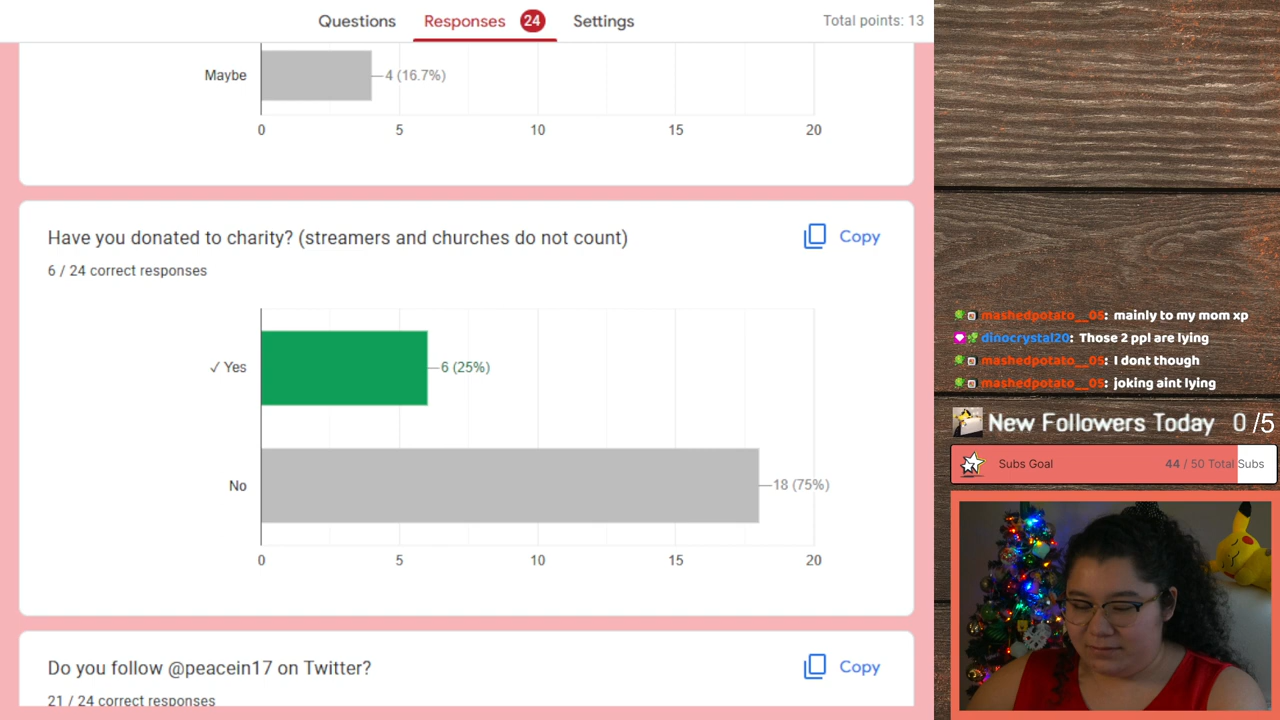 Questions
Responses 24
Settings
Total points: 13
Maybe
4 (16.7%)
0 5 10 15 20
Have you donated to charity? (streamers and churches do not count)
Copy
6 / 24 correct responses
✓ Yes
6 (25%)
No
18 (75%)
0 5 10 15 20
Do you follow @peacein17 on Twitter?
Copy
21 / 24 correct responses
mashedpotato__05: mainly to my mom xp
dinocrystal20: Those 2 ppl are lying
mashedpotato__05: I dont though
mashedpotato__05: joking aint lying
New Followers Today 0 /5
Subs Goal 44 / 50 Total Subs